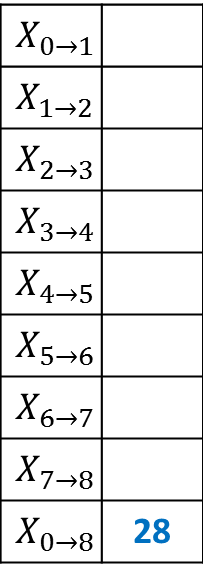 X₀→₁
X₁→₂
X₂→₃
X₃→₄
X₄→₅
X₅→₆
X₆→₇
X₇→₈
X₀→₈ 28